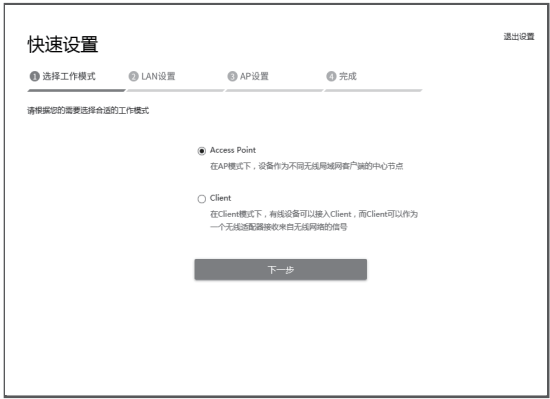 快速设置
退出设置
1 选择工作模式
2 LAN设置
3 AP设置
4 完成
请根据您的需要选择合适的工作模式
Access Point
在AP模式下，设备作为不同无线局域网客户端的中心节点
Client
在Client模式下，有线设备可以接入Client，而Client可以作为
一个无线适配器接收来自无线网络的信号
下一步